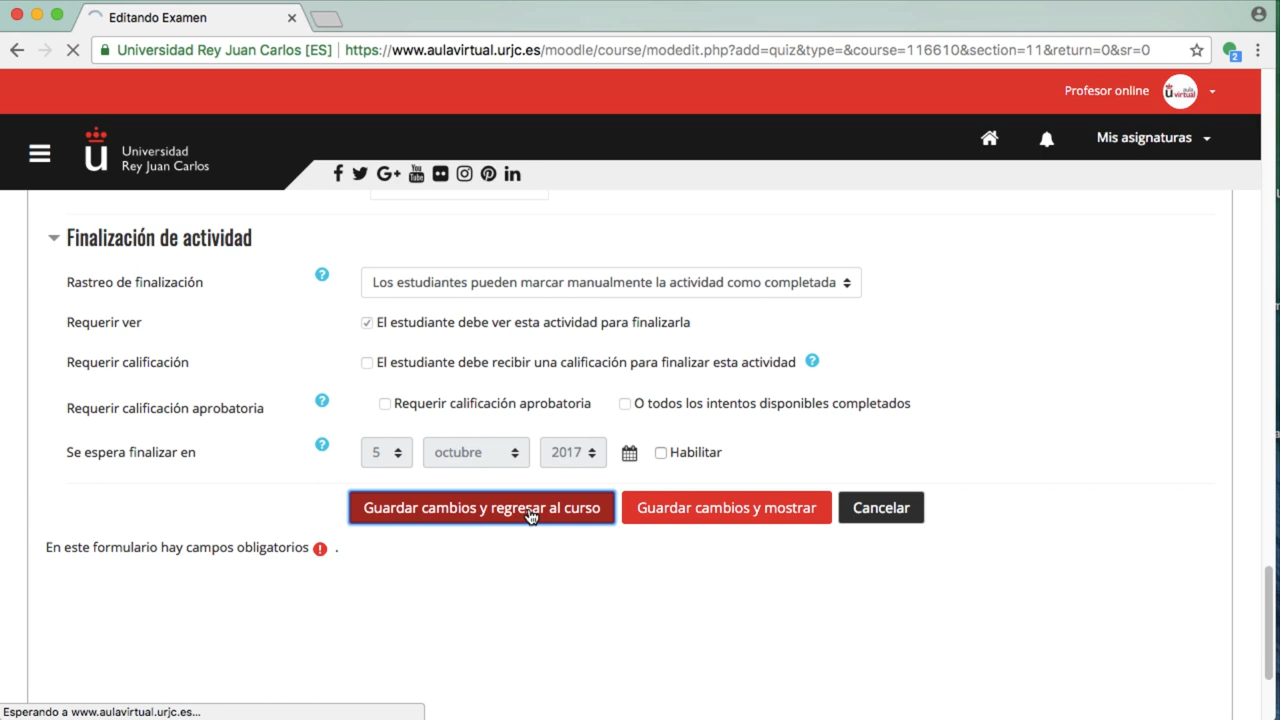 Editando Examen
Universidad Rey Juan Carlos [ES] https://www.aulavirtual.urjc.es/moodle/course/modedit.php?add=quiz&type=&course=116610&section=11&return=0&sr=0
2
Profesor online
Universidad
Rey Juan Carlos
Mis asignaturas
Finalización de actividad
Rastreo de finalización ? Los estudiantes pueden marcar manualmente la actividad como completada
Requerir ver El estudiante debe ver esta actividad para finalizarla
Requerir calificación El estudiante debe recibir una calificación para finalizar esta actividad ?
Requerir calificación aprobatoria ? Requerir calificación aprobatoria O todos los intentos disponibles completados
Se espera finalizar en ? 5 octubre 2017 Habilitar
Guardar cambios y regresar al curso Guardar cambios y mostrar Cancelar
En este formulario hay campos obligatorios ! .
Esperando a www.aulavirtual.urjc.es...